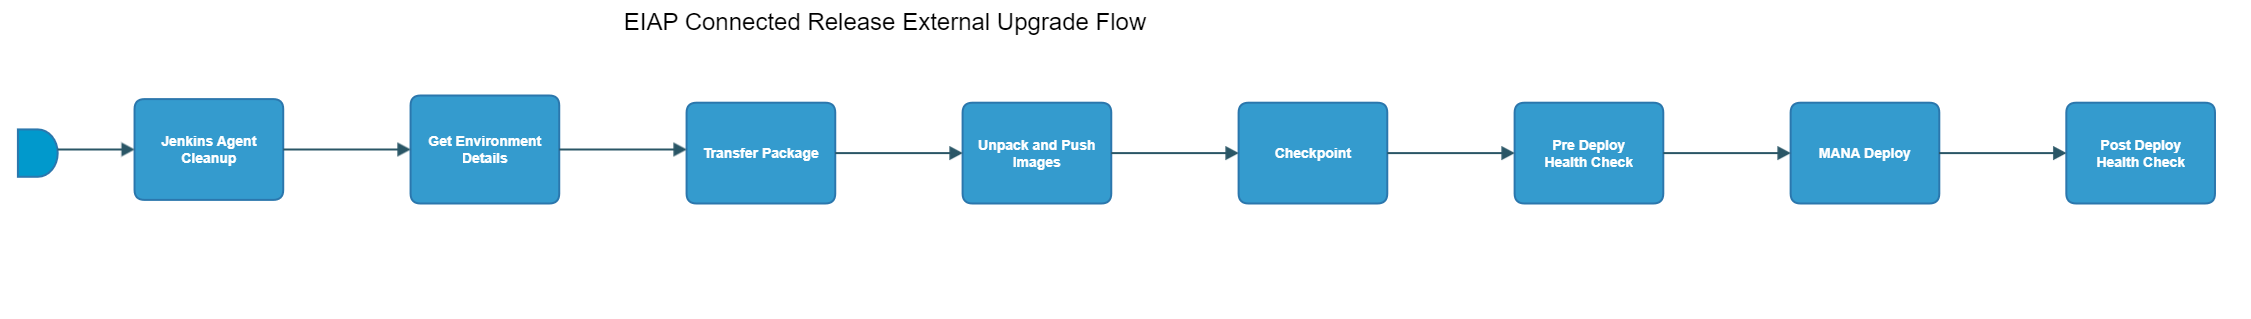 EIAP Connected Release External Upgrade Flow
Jenkins Agent
Cleanup
Get Environment
Details
Transfer Package
Unpack and Push
Images
Checkpoint
Pre Deploy
Health Check
MANA Deploy
Post Deploy
Health Check